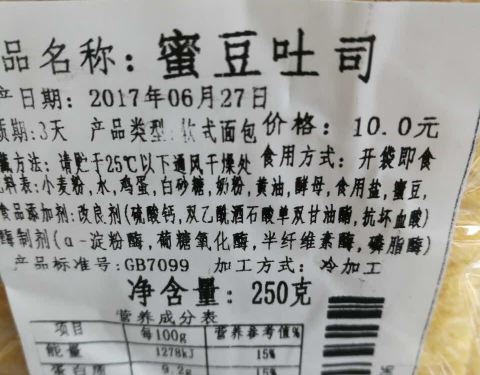 品名称: 蜜豆吐司
产日期: 2017年06月27日
质期:3天 产品类型:软式面包 价格: 10.0元
藏方法: 请贮于25℃以下通风干燥处 食用方式: 开袋即食
料表:小麦粉,水,鸡蛋,白砂糖,奶粉,黄油,酵母,食用盐,蜜豆,
食品添加剂:改良剂(硫酸钙,双乙酰酒石酸单双甘油酯,抗坏血酸)
酶制剂(α-淀粉酶,葡糖氧化酶,半纤维素酶,磷脂酶)
产品标准号:GB7099 加工方式: 冷加工
净含量: 250克
营养成分表
项目 每100g 营养参考值%
能量 1278kJ 15%
蛋白质 9.2g 15%